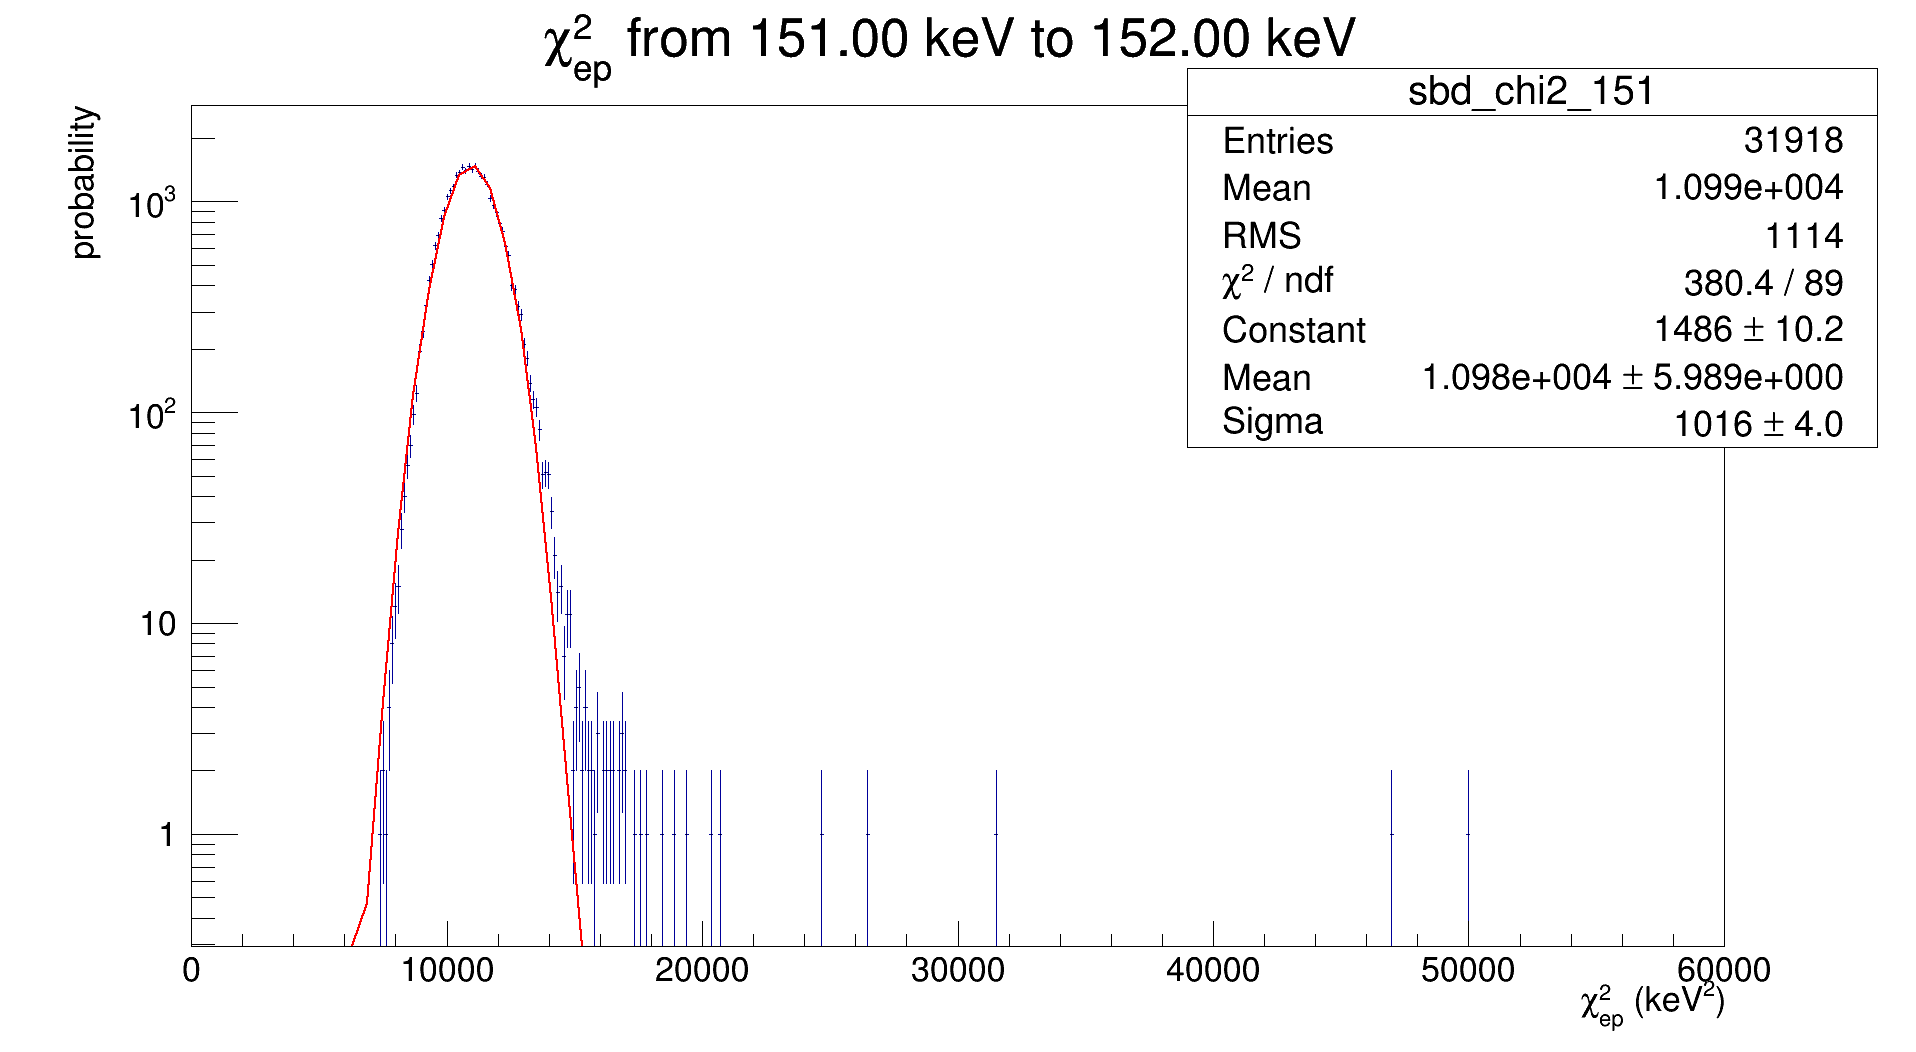 χ²ep from 151.00 keV to 152.00 keV
sbd_chi2_151
Entries 31918
Mean 1.099e+004
RMS 1114
χ² / ndf 380.4 / 89
Constant 1486 ± 10.2
Mean 1.098e+004 ± 5.989e+000
Sigma 1016 ± 4.0
probability
10³
10²
10
1
0 10000 20000 30000 40000 50000 60000
χ²ep (keV²)